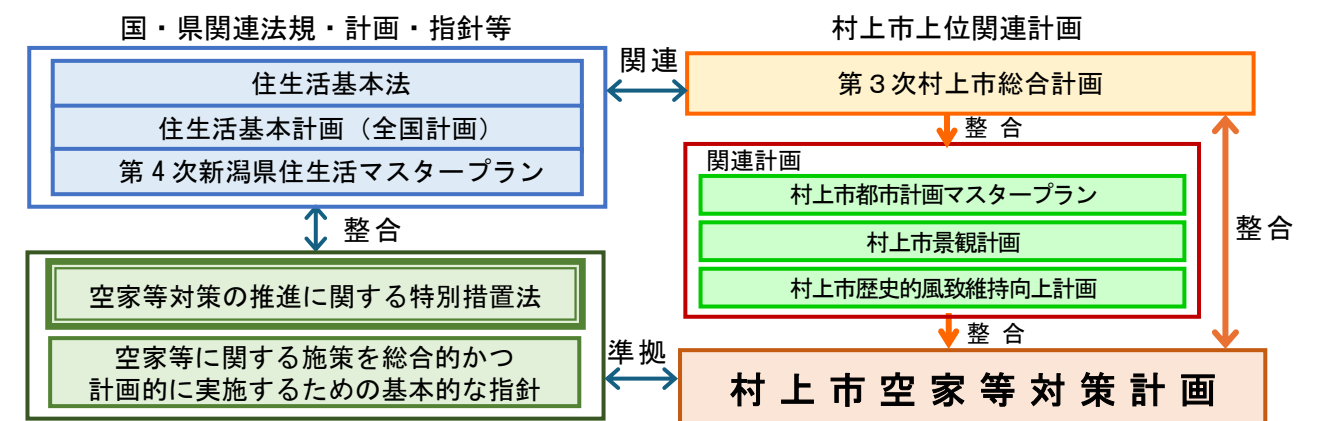 国・県関連法規・計画・指針等
住生活基本法
住生活基本計画（全国計画）
第４次新潟県住生活マスタープラン
整合
空家等対策の推進に関する特別措置法
空家等に関する施策を総合的かつ
計画的に実施するための基本的な指針
関連
準拠
村上市上位関連計画
第３次村上市総合計画
整 合
関連計画
村上市都市計画マスタープラン
村上市景観計画
村上市歴史的風致維持向上計画
整 合
整合
村上市空家等対策計画